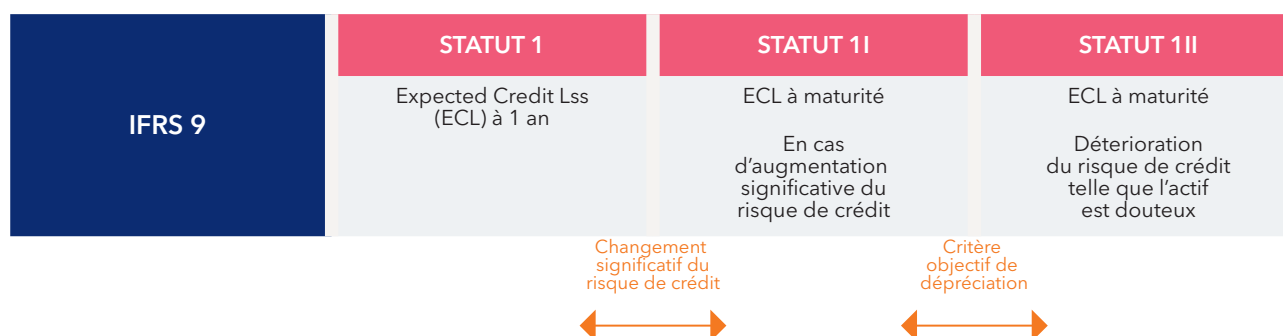 IFRS 9
STATUT 1
Expected Credit Lss
(ECL) à 1 an
STATUT 1I
ECL à maturité
En cas
d’augmentation
significative du
risque de crédit
STATUT 1II
ECL à maturité
Déterioration
du risque de crédit
telle que l’actif
est douteux
Changement
significatif du
risque de crédit
Critère
objectif de
dépréciation